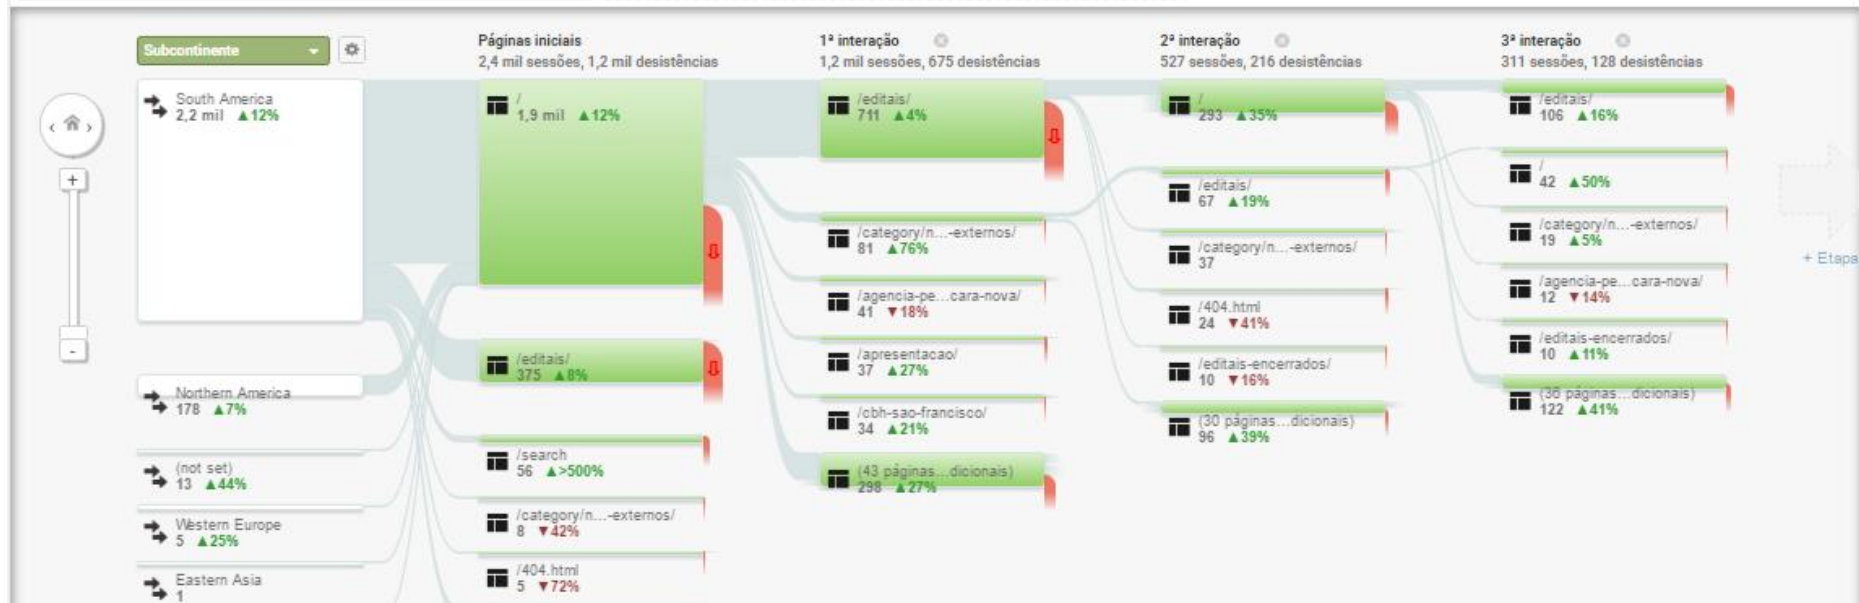 Subcontinente
South America
2,2 mil ▲12%
Northern America
178 ▲7%
(not set)
13 ▲44%
Western Europe
5 ▲25%
Eastern Asia
1
+
-
Páginas iniciais
2,4 mil sessões, 1,2 mil desistências
/
1,9 mil ▲12%
/editais/
375 ▲8%
/search
56 ▲>500%
/category/n...-externos/
8 ▼42%
/404.html
5 ▼72%
1ª interação
1,2 mil sessões, 675 desistências
/editais/
711 ▲4%
/category/n...-externos/
81 ▲76%
/agencia-pe...cara-nova/
41 ▼18%
/apresentacao/
37 ▲27%
/cbh-sao-francisco/
34 ▲21%
(43 páginas...dicionais)
298 ▲27%
2ª interação
527 sessões, 216 desistências
/
293 ▲35%
/editais/
67 ▲19%
/category/n...-externos/
37
/404.html
24 ▼41%
/editais-encerrados/
10 ▼16%
(30 páginas...dicionais)
96 ▲39%
3ª interação
311 sessões, 128 desistências
/editais/
106 ▲16%
/
42 ▲50%
/category/n...-externos/
19 ▲5%
/agencia-pe...cara-nova/
12 ▼14%
/editais-encerrados/
10 ▲11%
(36 páginas...dicionais)
122 ▲41%
+ Etapa